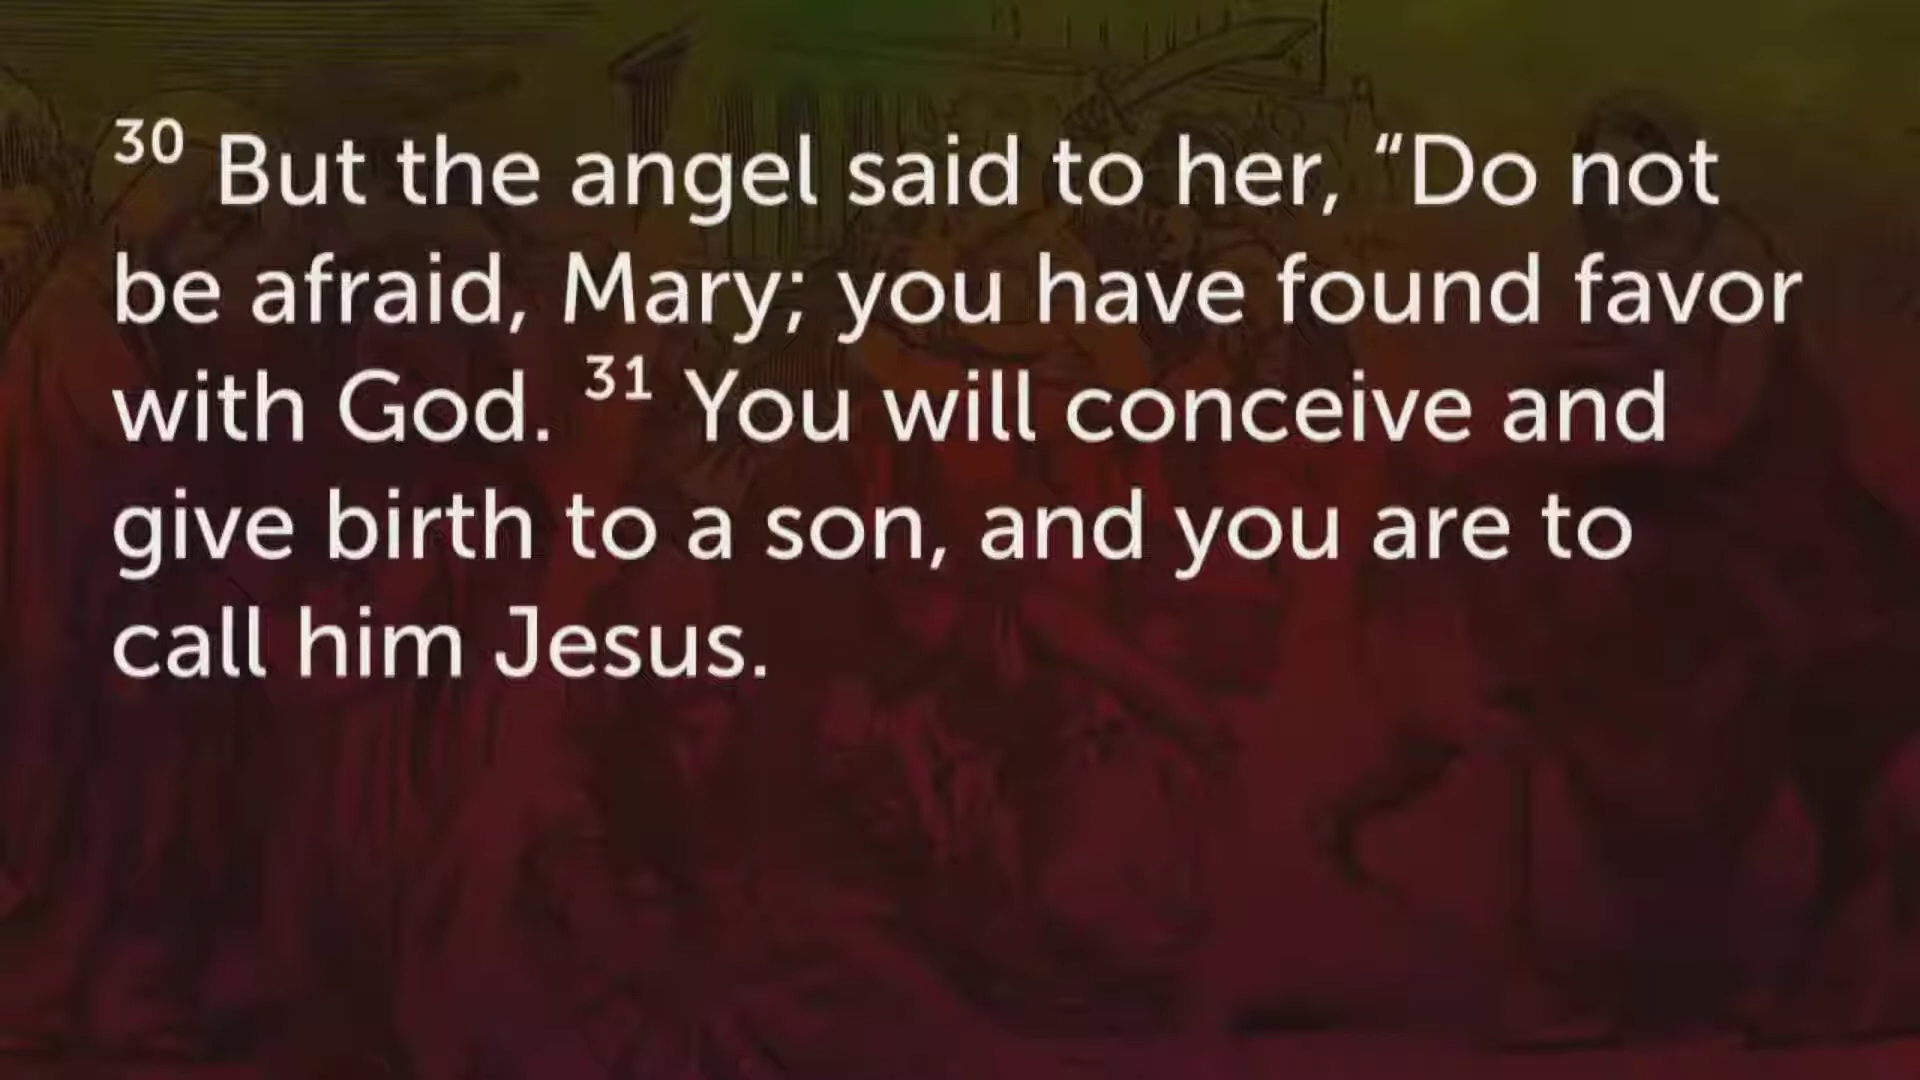 30 But the angel said to her, “Do not
be afraid, Mary; you have found favor
with God. 31 You will conceive and
give birth to a son, and you are to
call him Jesus.